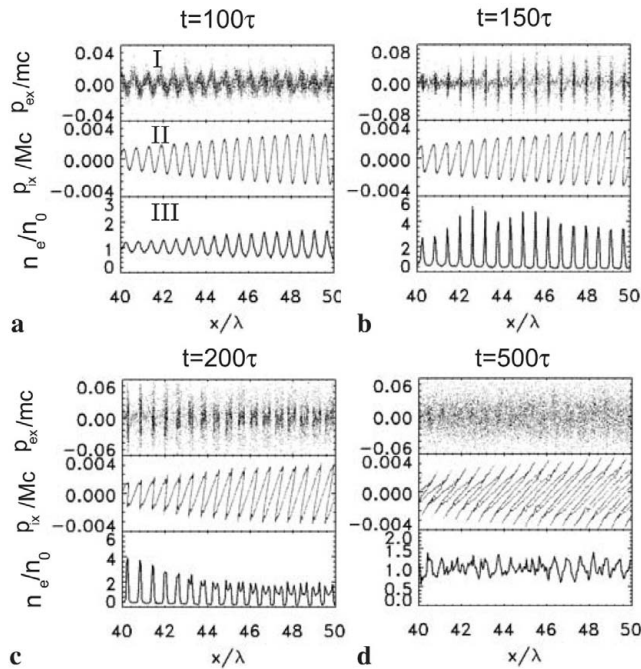 t=100τ
p_ex/mc
0.04
0.00
−0.04
I
p_ix/Mc
0.004
0.000
−0.004
II
n_e/n_0
3
2
1
0
III
40 42 44 46 48 50
x/λ
a
t=150τ
0.08
0.00
−0.08
0.004
0.000
−0.004
6
4
2
0
40 42 44 46 48 50
x/λ
b
t=200τ
p_ex/mc
0.06
0.00
−0.06
p_ix/Mc
0.004
0.000
−0.004
n_e/n_0
6
4
2
0
40 42 44 46 48 50
x/λ
c
t=500τ
0.06
0.00
−0.06
0.004
0.000
−0.004
2.0
1.5
1.0
0.5
0.0
40 42 44 46 48 50
x/λ
d